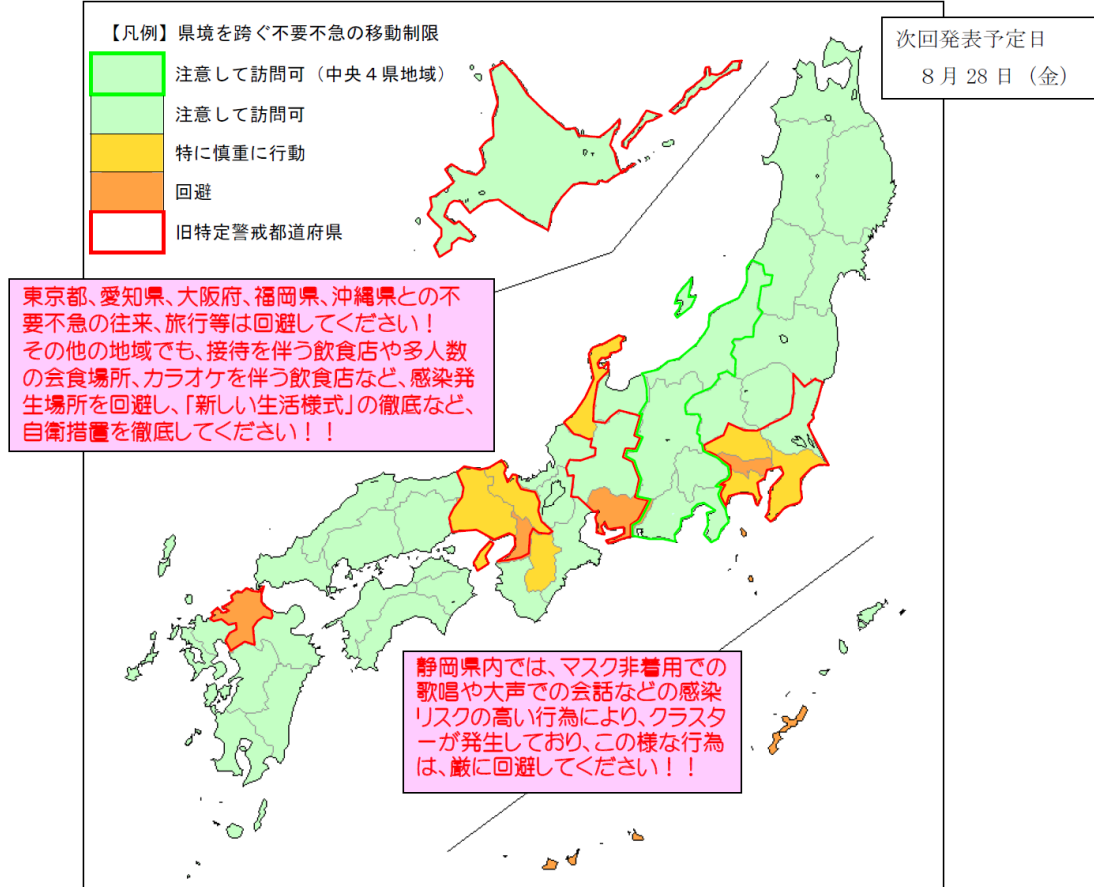 【凡例】県境を跨ぐ不要不急の移動制限
注意して訪問可（中央４県地域）
注意して訪問可
特に慎重に行動
回避
旧特定警戒都道府県
次回発表予定日
８月 28 日（金）
東京都、愛知県、大阪府、福岡県、沖縄県との不
要不急の往来、旅行等は回避してください！
その他の地域でも、接待を伴う飲食店や多人数
の会食場所、カラオケを伴う飲食店など、感染発
生場所を回避し、「新しい生活様式」の徹底など、
自衛措置を徹底してください！！
静岡県内では、マスク非着用での
歌唱や大声での会話などの感染
リスクの高い行為により、クラスタ
ーが発生しており、この様な行為
は、厳に回避してください！！